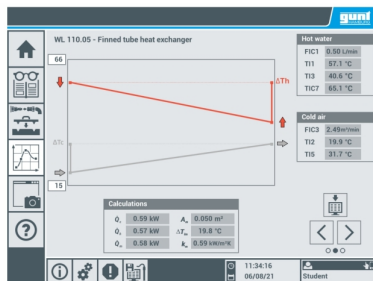 gunt
WL 110.05 - Finned tube heat exchanger
66
ΔTh
ΔTc
15
Hot water
FIC1 0.50 L/min
TI1 57.1 °C
TI3 40.6 °C
TIC7 65.1 °C
Cold air
FIC3 2.49m³/min
TI2 19.9 °C
TI5 31.7 °C
Calculations
0.59 kW 0.050 m²
0.57 kW 19.8 °C
0.58 kW 0.59 kW/m²K
11:34:16
06/08/21
Student